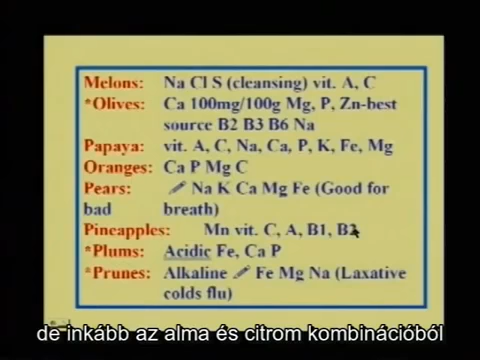 Melons: Na Cl S (cleansing) vit. A, C
*Olives: Ca 100mg/100g Mg, P, Zn-best
source B2 B3 B6 Na
Papaya: vit. A, C, Na, Ca, P, K, Fe, Mg
Oranges: Ca P Mg C
Pears: Na K Ca Mg Fe (Good for
bad breath)
Pineapples: Mn vit. C, A, B1, B2
*Plums: Acidic Fe, Ca P
*Prunes: Alkaline Fe Mg Na (Laxative
colds flu)
de inkább az alma és citrom kombinációból